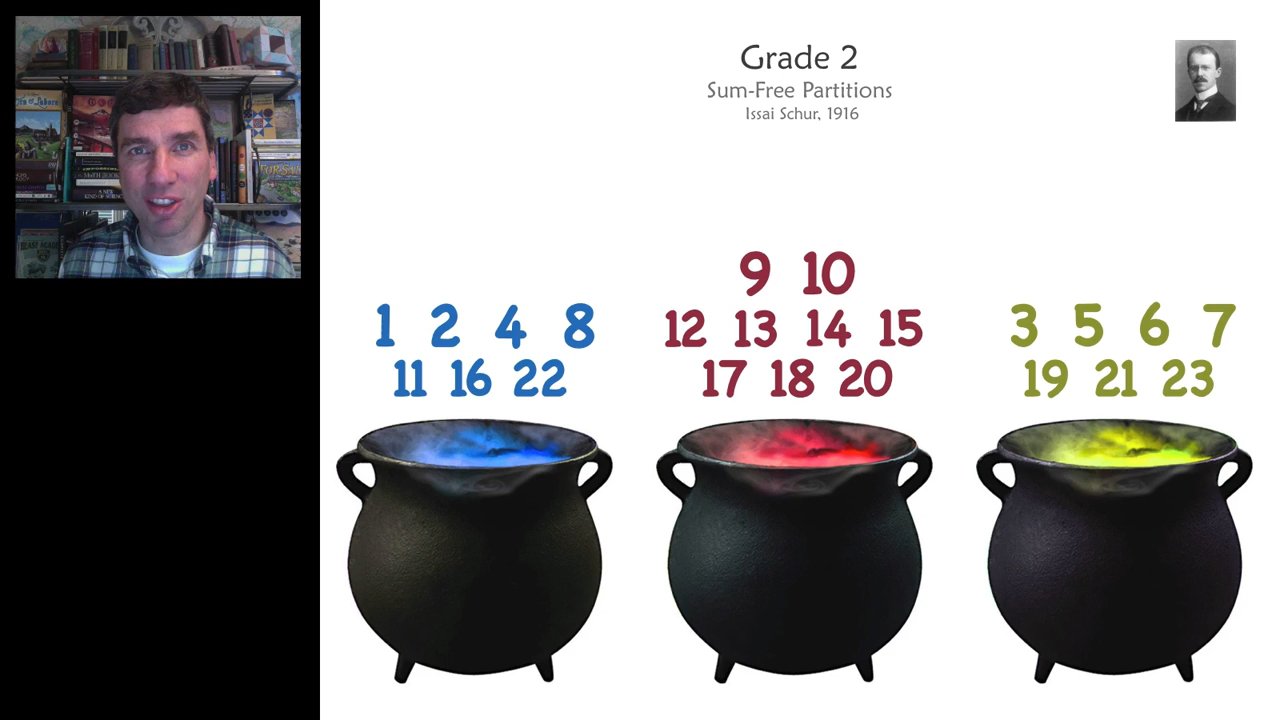 Grade 2
Sum-Free Partitions
Issai Schur, 1916
1 2 4 8
11 16 22
9 10
12 13 14 15
17 18 20
3 5 6 7
19 21 23